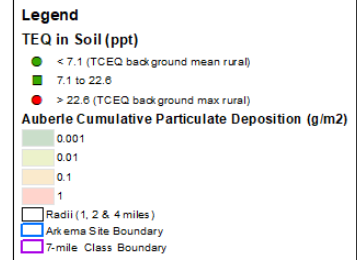 Legend
TEQ in Soil (ppt)
< 7.1 (TCEQ background mean rural)
7.1 to 22.6
> 22.6 (TCEQ background max rural)
Auberle Cumulative Particulate Deposition (g/m2)
0.001
0.01
0.1
1
Radii (1, 2 & 4 miles)
Arkema Site Boundary
7-mile Class Boundary